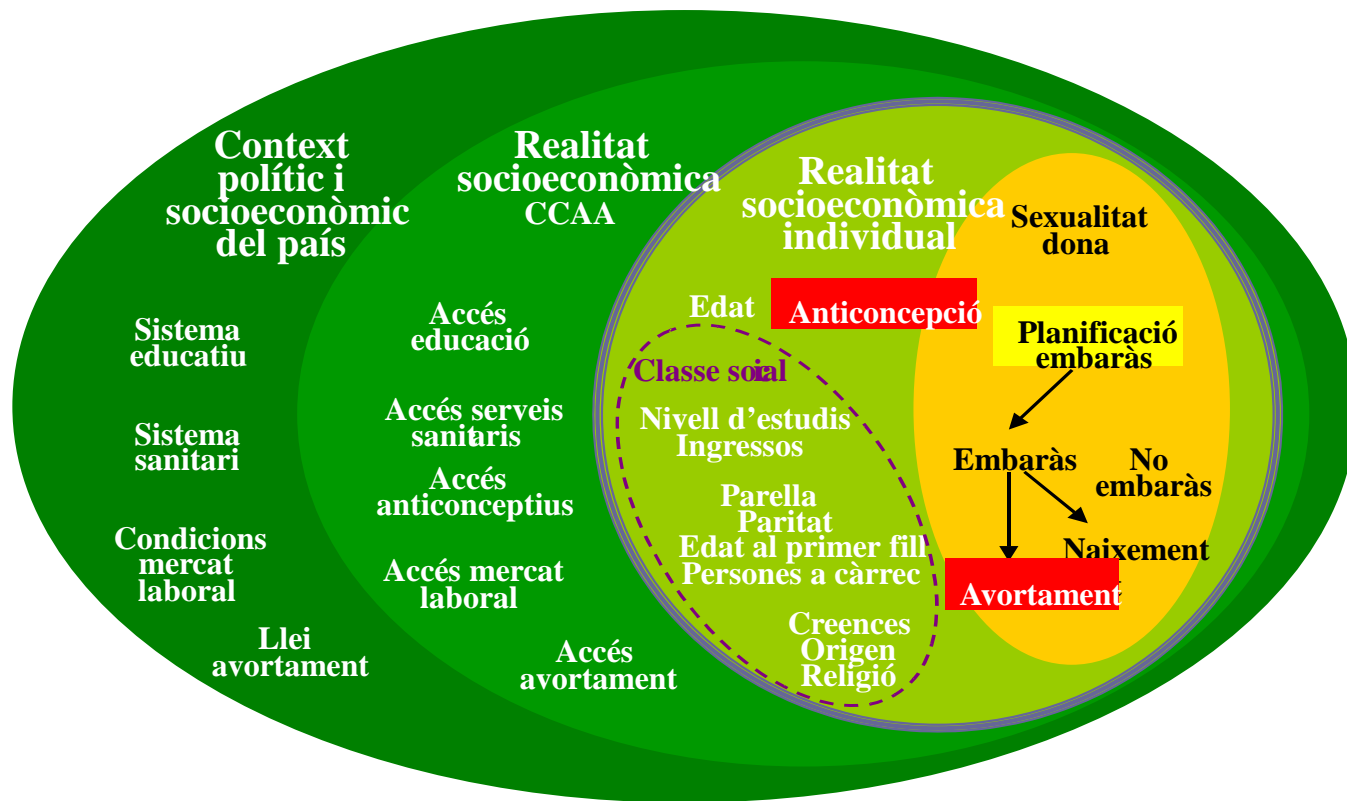 Context
polític i
socioeconòmic
del país
Sistema
educatiu
Sistema
sanitari
Condicions
mercat
laboral
Llei
avortament
Realitat
socioeconòmica
CCAA
Accés
educació
Accés serveis
sanitaris
Accés
anticonceptius
Accés mercat
laboral
Accés
avortament
Realitat
socioeconòmica
individual
Edat
Anticoncepció
Classe social
Nivell d’estudis
Ingressos
Parella
Paritat
Edat al primer fill
Persones a càrrec
Creences
Origen
Religió
Sexualitat
dona
Planificació
embaràs
Embaràs
No
embaràs
Naixement
Avortament